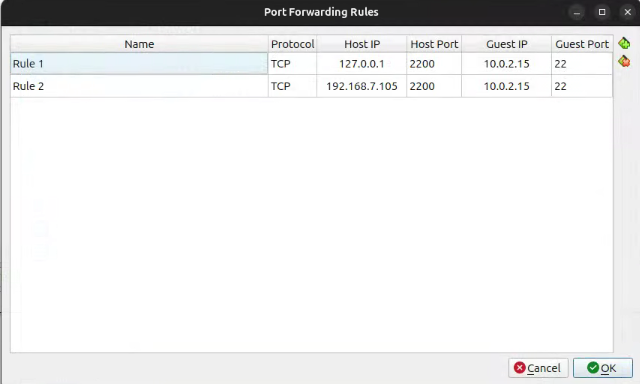 Port Forwarding Rules
Name Protocol Host IP Host Port Guest IP Guest Port
Rule 1 TCP 127.0.0.1 2200 10.0.2.15 22
Rule 2 TCP 192.168.7.105 2200 10.0.2.15 22
Cancel OK